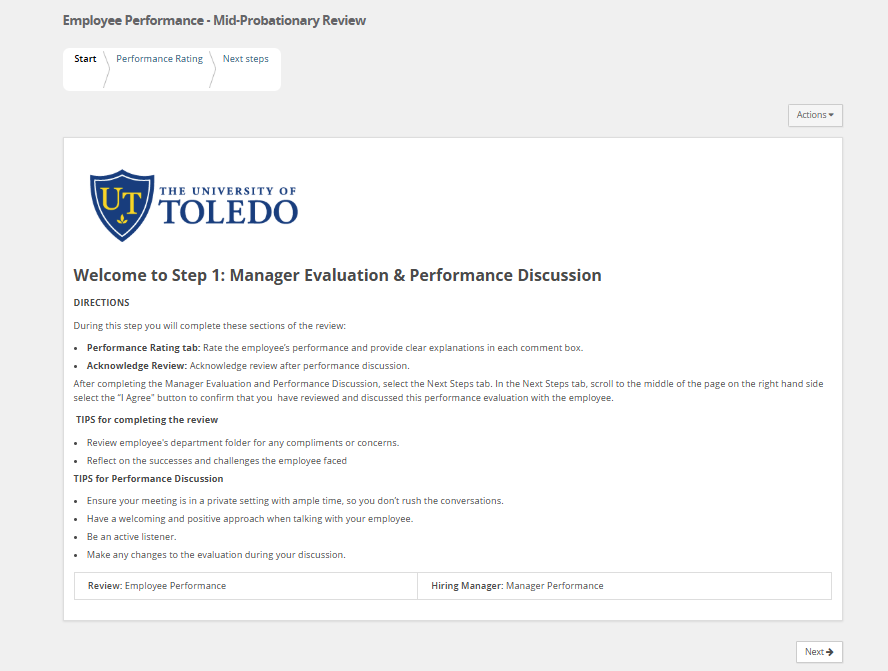 Employee Performance - Mid-Probationary Review
Start
Performance Rating
Next steps
Actions
UT
THE UNIVERSITY OF
TOLEDO
Welcome to Step 1: Manager Evaluation & Performance Discussion
DIRECTIONS
During this step you will complete these sections of the review:
• Performance Rating tab: Rate the employee's performance and provide clear explanations in each comment box.
• Acknowledge Review: Acknowledge review after performance discussion.
After completing the Manager Evaluation and Performance Discussion, select the Next Steps tab. In the Next Steps tab, scroll to the middle of the page on the right hand side
select the "I Agree" button to confirm that you have reviewed and discussed this performance evaluation with the employee.
TIPS for completing the review
• Review employee's department folder for any compliments or concerns.
• Reflect on the successes and challenges the employee faced
TIPS for Performance Discussion
• Ensure your meeting is in a private setting with ample time, so you don't rush the conversations.
• Have a welcoming and positive approach when talking with your employee.
• Be an active listener.
• Make any changes to the evaluation during your discussion.
Review: Employee Performance
Hiring Manager: Manager Performance
Next